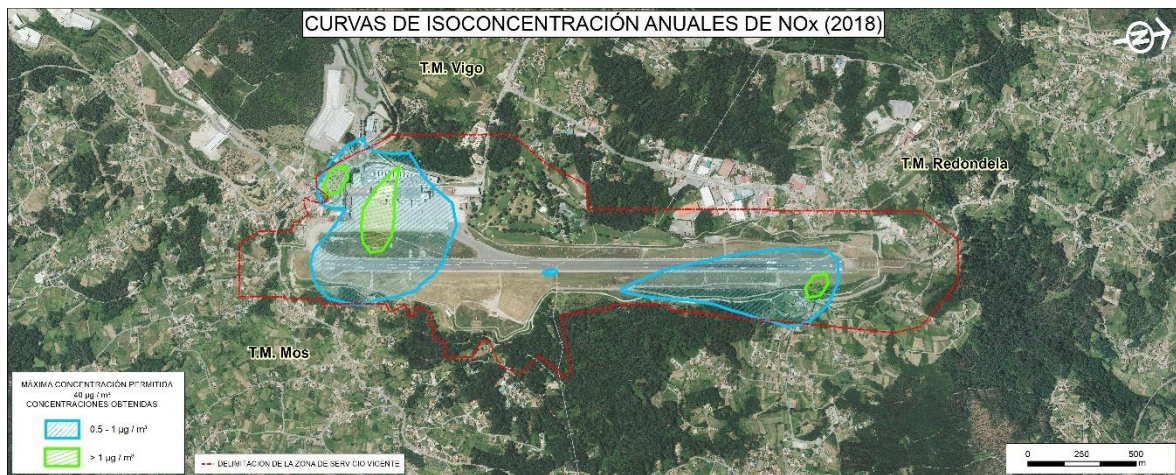 CURVAS DE ISOCONCENTRACIÓN ANUALES DE NOx (2018)
N
T.M. Vigo
T.M. Redondela
T.M. Mos
MÁXIMA CONCENTRACIÓN PERMITIDA
40 µg / m³
CONCENTRACIONES OBTENIDAS
0.5 - 1 µg / m³
> 1 µg / m³
DELIMITACIÓN DE LA ZONA DE SERVICIO VIGENTE
0 250 500
m